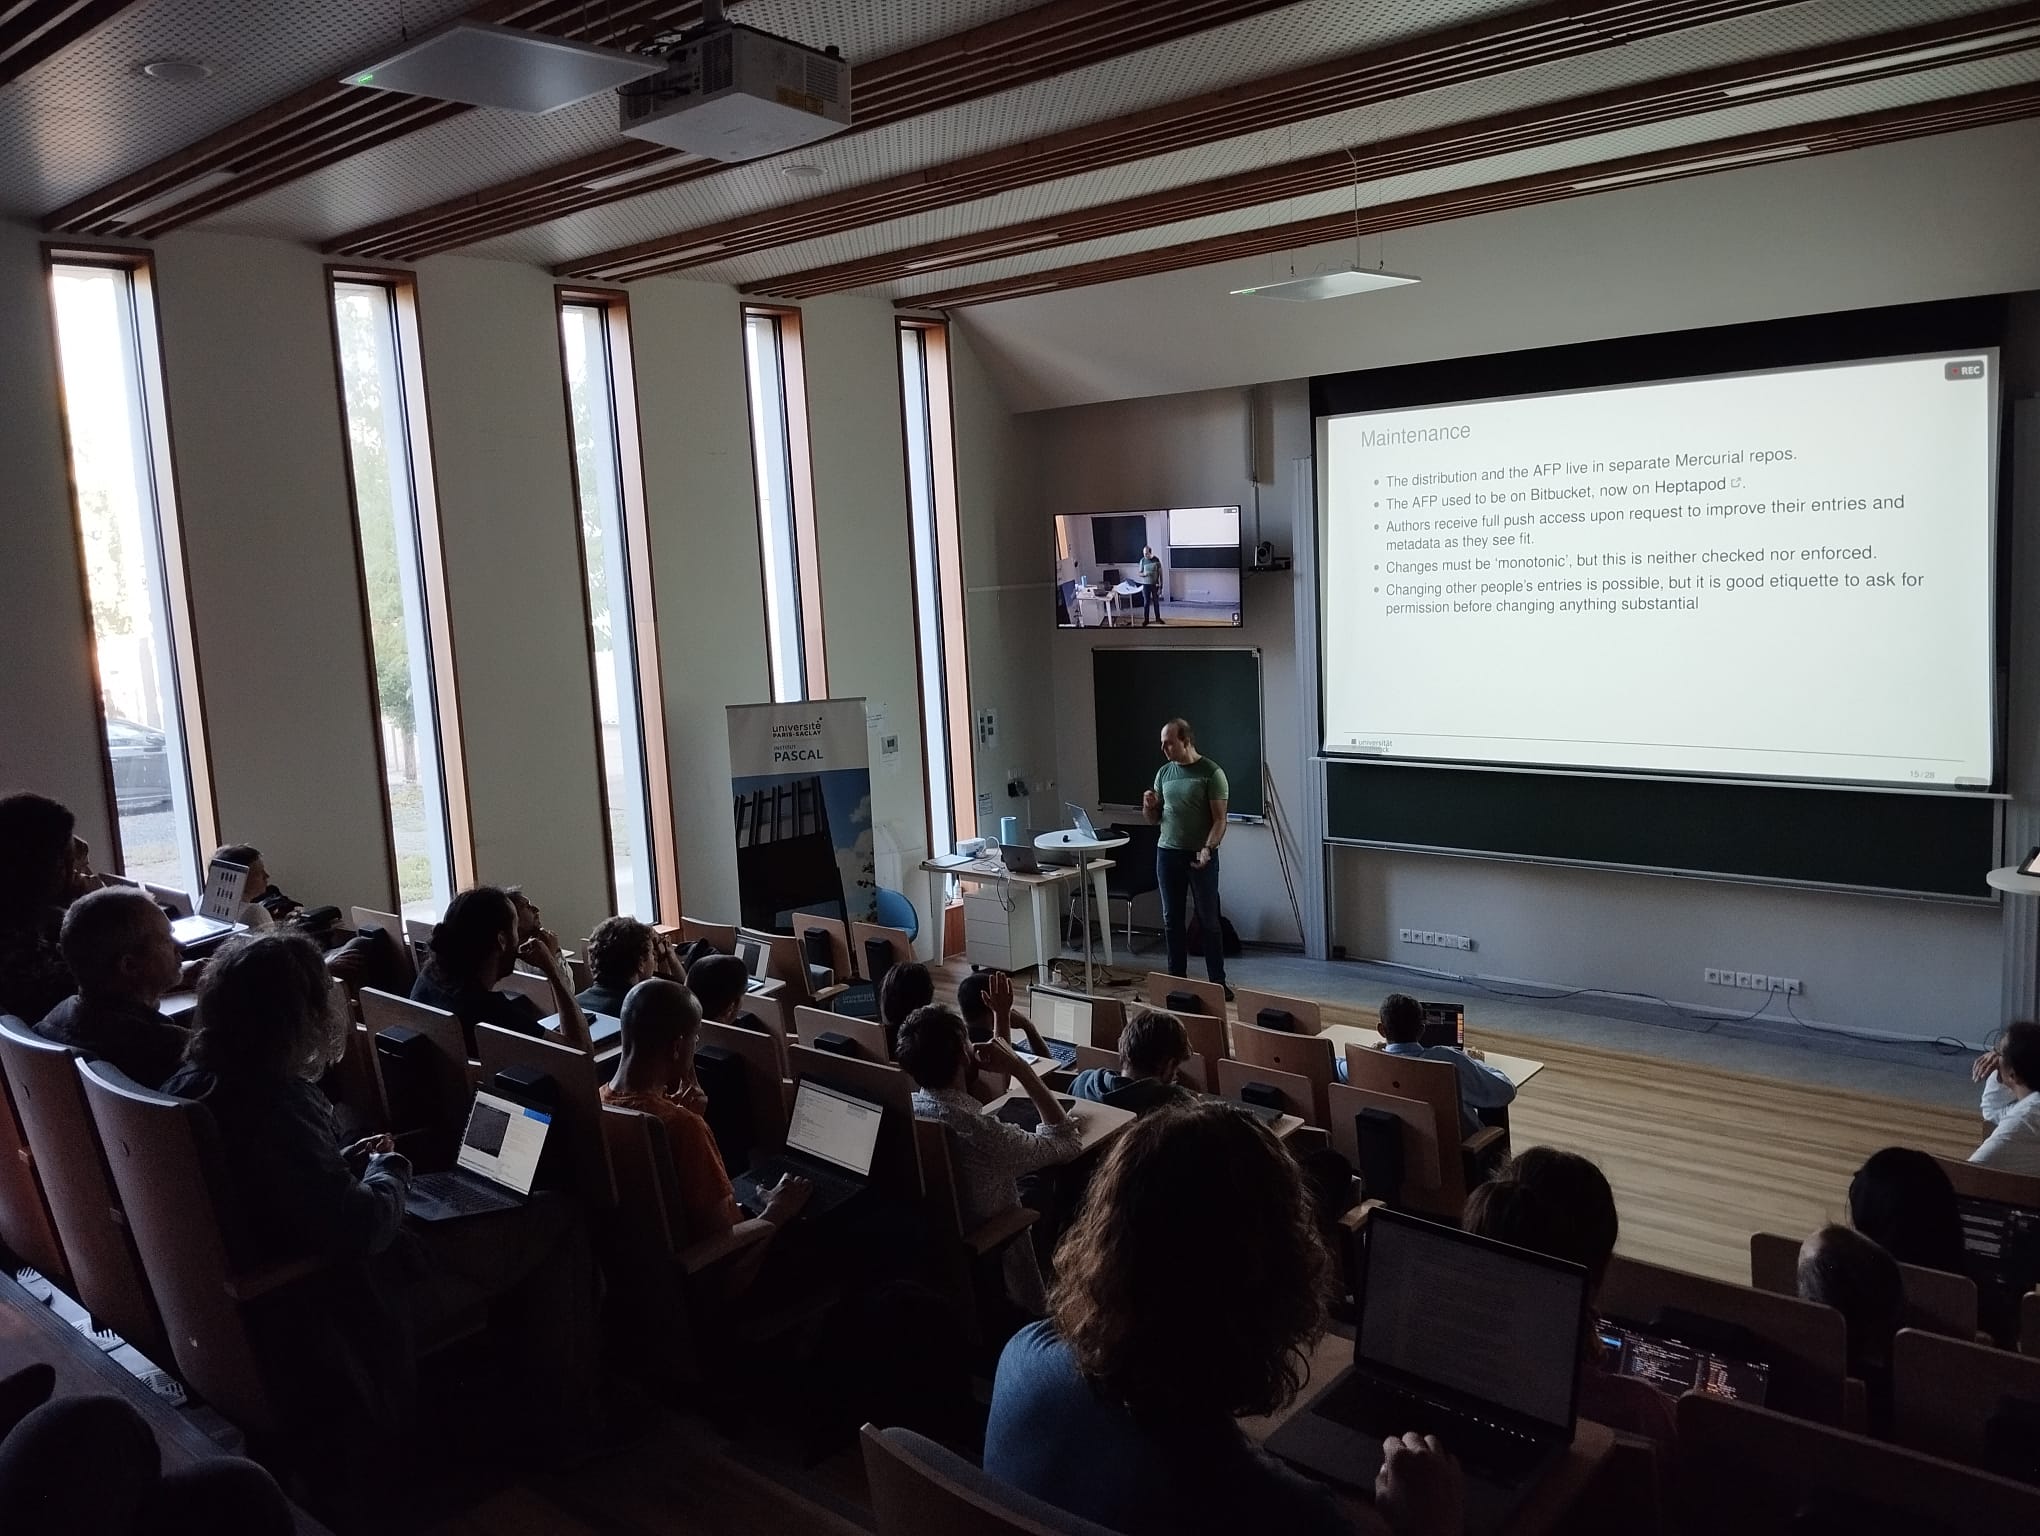 REC
Maintenance
The distribution and the AFP live in separate Mercurial repos.
The AFP used to be on Bitbucket, now on Heptapod
Authors receive full push access upon request to improve their entries and
metadata as they see fit.
Changes must be ‘monotonic’, but this is neither checked nor enforced.
Changing other people's entries is possible, but it is good etiquette to ask for
permission before changing anything substantial
universität
15 / 28
université
PARIS-SACLAY
INSTITUT
PASCAL